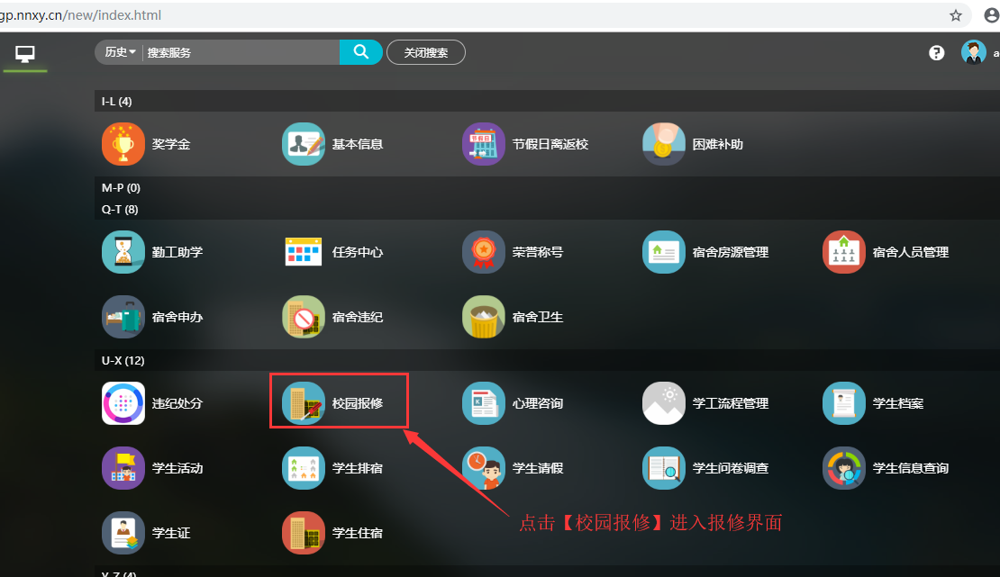 gp.nnxy.cn/new/index.html
历史 搜索服务 关闭搜索 ? a
I-L (4)
奖学金 基本信息 节假日 节假日离返校 困难补助
M-P (0)
Q-T (8)
勤工助学 任务中心 荣誉称号 宿舍房源管理 宿舍人员管理
宿舍申办 宿舍违纪 宿舍卫生
U-X (12)
违纪处分 校园报修 心理咨询 学工流程管理 学生档案
学生活动 学生排宿 学生请假 学生问卷调查 学生信息查询
点击【校园报修】进入报修界面
学生证 学生住宿
Y-Z (4)